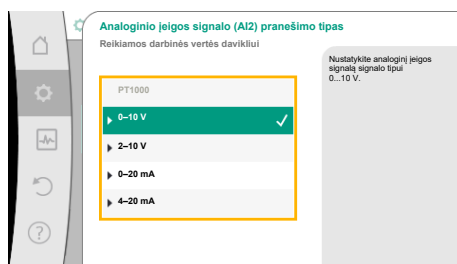 Analoginio įeigos signalo (AI2) pranešimo tipas
Reikiamos darbinės vertės davikliui
Nustatykite analoginį įeigos
signalą signalo tipui
0...10 V.
PT1000
0–10 V
2–10 V
0–20 mA
4–20 mA
?